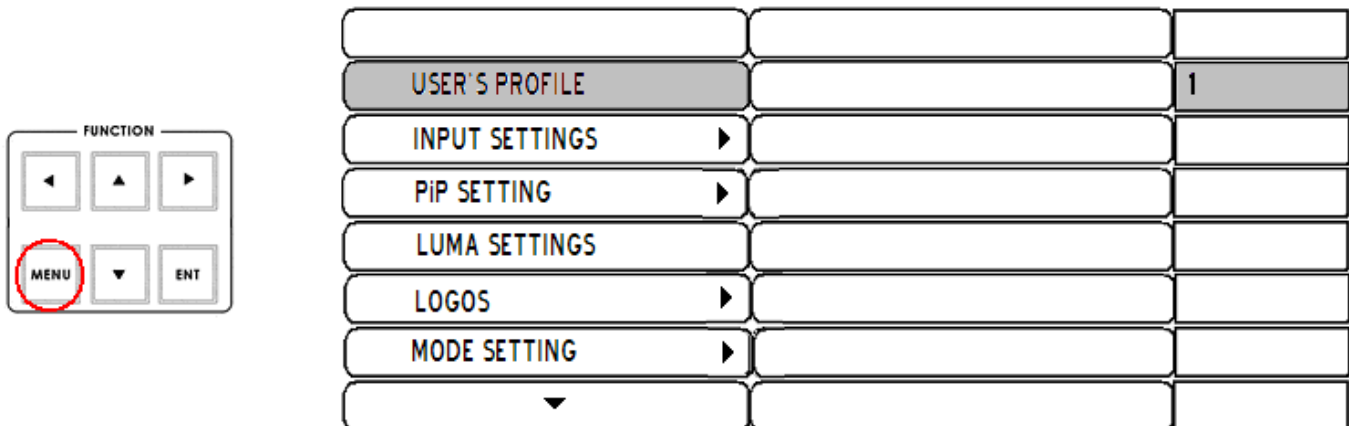 FUNCTION
MENU
ENT
USER'S PROFILE
1
INPUT SETTINGS
PiP SETTING
LUMA SETTINGS
LOGOS
MODE SETTING